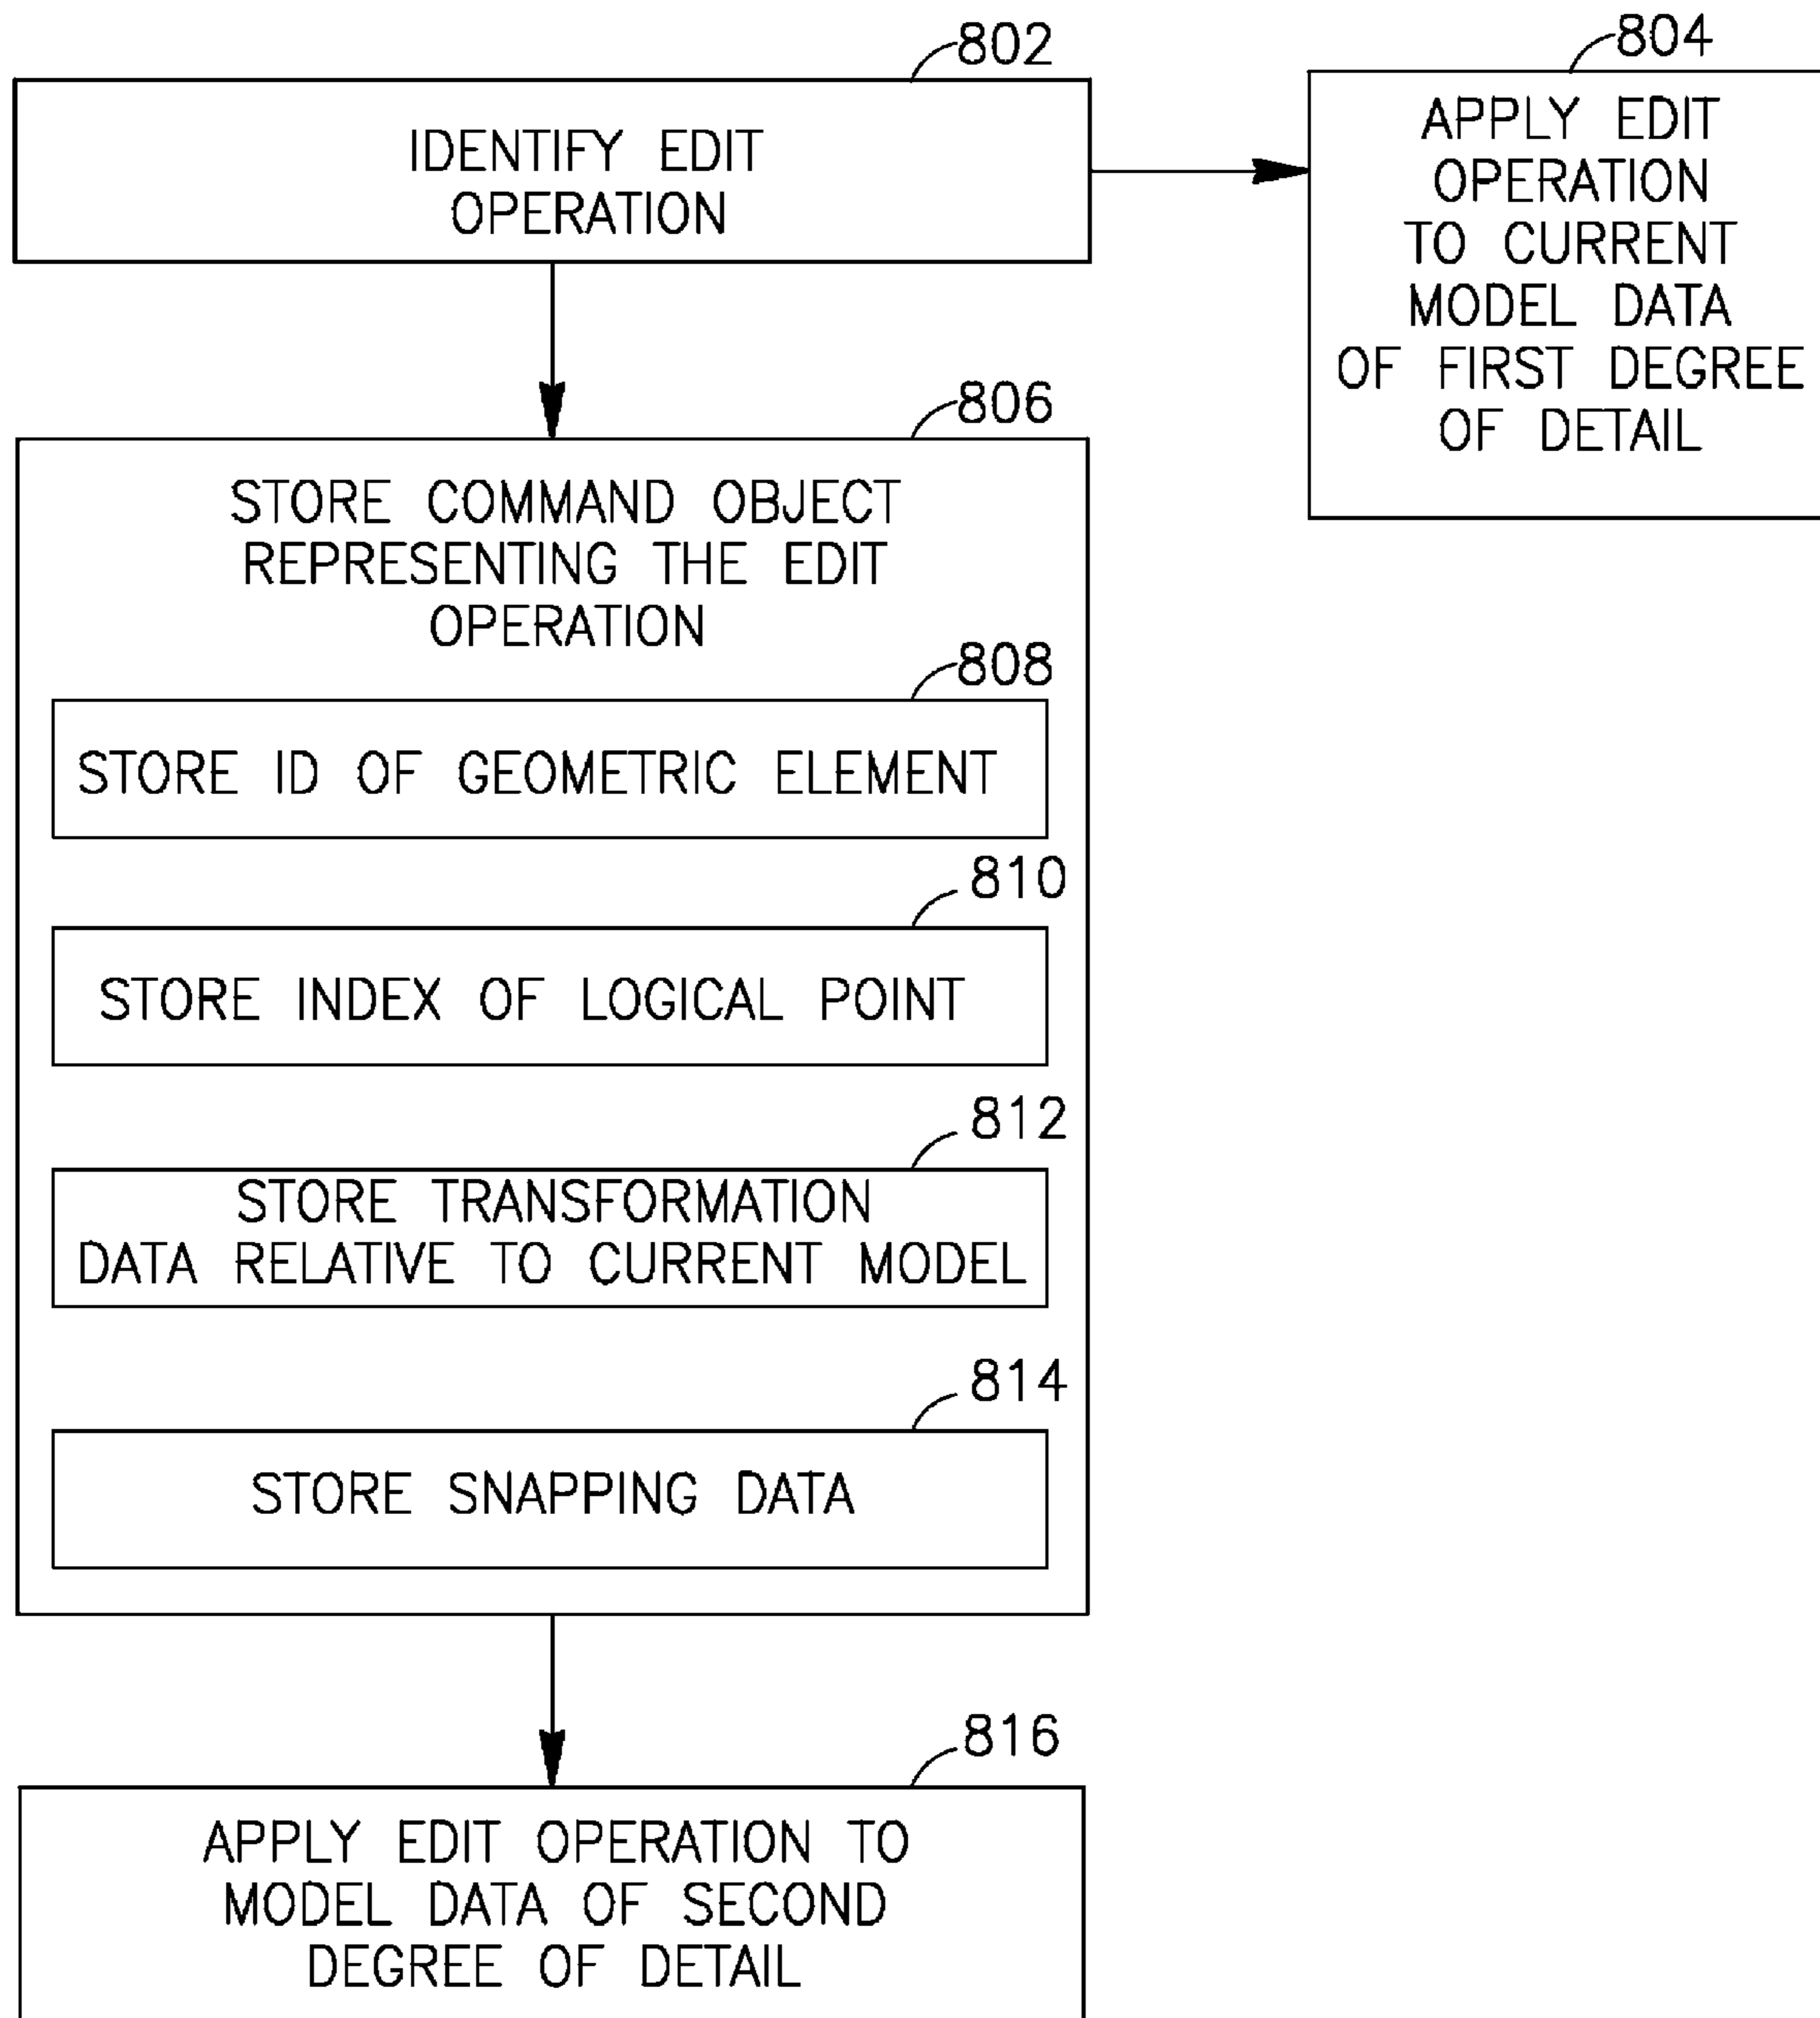 802
IDENTIFY EDIT
OPERATION
804
APPLY EDIT
OPERATION
TO CURRENT
MODEL DATA
OF FIRST DEGREE
OF DETAIL
806
STORE COMMAND OBJECT
REPRESENTING THE EDIT
OPERATION
808
STORE ID OF GEOMETRIC ELEMENT
810
STORE INDEX OF LOGICAL POINT
812
STORE TRANSFORMATION
DATA RELATIVE TO CURRENT MODEL
814
STORE SNAPPING DATA
816
APPLY EDIT OPERATION TO
MODEL DATA OF SECOND
DEGREE OF DETAIL